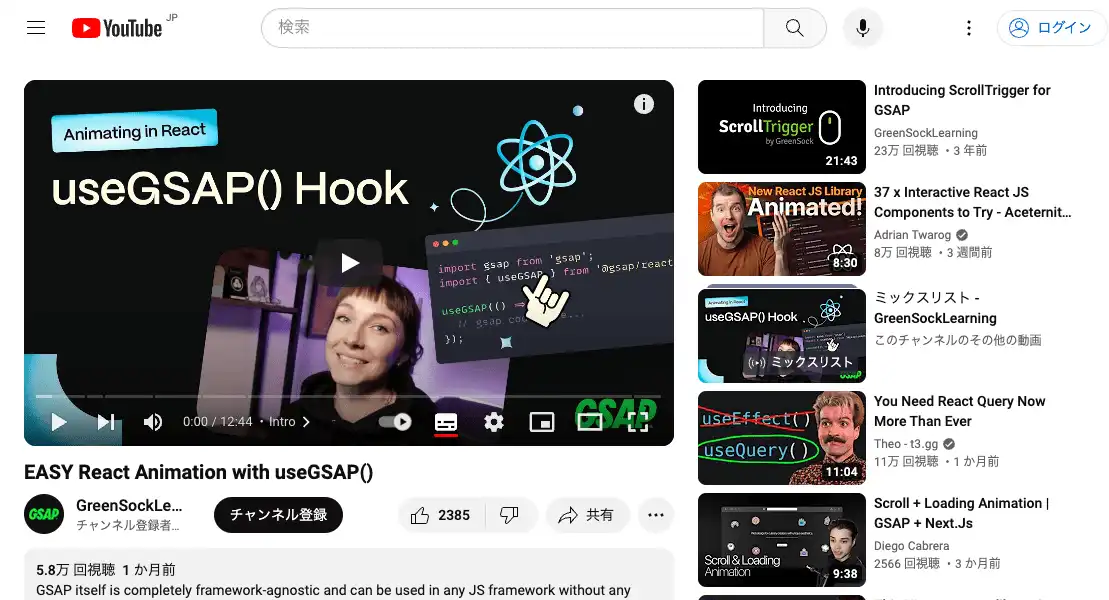 YouTube JP
検索
ログイン
Animating in React
useGSAP() Hook
import gsap from 'gsap';
import { useGSAP } from '@gsap/react
useGSAP(() =>
});
0:00 / 12:44 • Intro
GSAP
EASY React Animation with useGSAP()
GSAP
GreenSockLe...
チャンネル登録者...
チャンネル登録
2385
共有
5.8万 回視聴 1 か月前
GSAP itself is completely framework-agnostic and can be used in any JS framework without any
Introducing
ScrollTrigger
by GreenSock
21:43
Introducing ScrollTrigger for
GSAP
GreenSockLearning
23万 回視聴 • 3 年前
New React JS Library
Animated!
8:30
37 x Interactive React JS
Components to Try - Aceternit...
Adrian Twarog
8万 回視聴 • 3 週間前
Animating in React
useGSAP() Hook
ミックスリスト
GSAP
ミックスリスト -
GreenSockLearning
このチャンネルのその他の動画
useEffect()
useQuery()
11:04
You Need React Query Now
More Than Ever
Theo - t3.gg
11万 回視聴 • 1 か月前
Scroll & Loading
Animation
9:38
Scroll + Loading Animation |
GSAP + Next.Js
Diego Cabrera
2566 回視聴 • 3 か月前